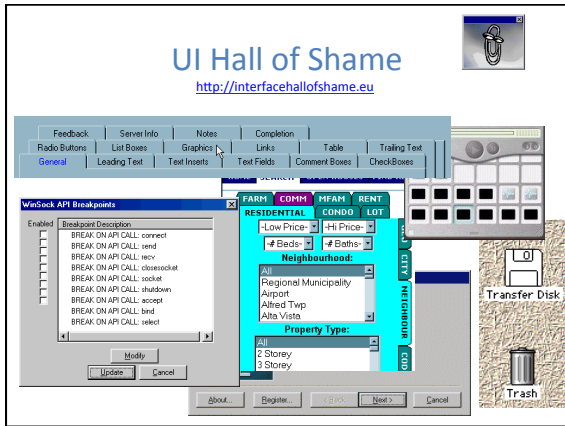 UI Hall of Shame
http://interfacehallofshame.eu
Feedback Server Info Notes Completion
Radio Buttons List Boxes Graphics Links Table Trailing Text
General Leading Text Text Inserts Text Fields Comment Boxes CheckBoxes
WinSock API Breakpoints
Enabled Breakpoint Description
BREAK ON API CALL: connect
BREAK ON API CALL: send
BREAK ON API CALL: recv
BREAK ON API CALL: closesocket
BREAK ON API CALL: socket
BREAK ON API CALL: shutdown
BREAK ON API CALL: accept
BREAK ON API CALL: bind
BREAK ON API CALL: select
Modify
Update Cancel
FARM COMM MFAM RENT
RESIDENTIAL CONDO LOT
-Low Price- -Hi Price-
-# Beds- -# Baths-
Neighbourhood:
All
Regional Municipality
Airport
Alfred Twp
Alta Vista
Property Type:
All
2 Storey
3 Storey
CITY
NEIGHBOUR
About... Register... < Back Next > Cancel
Transfer Disk
Trash